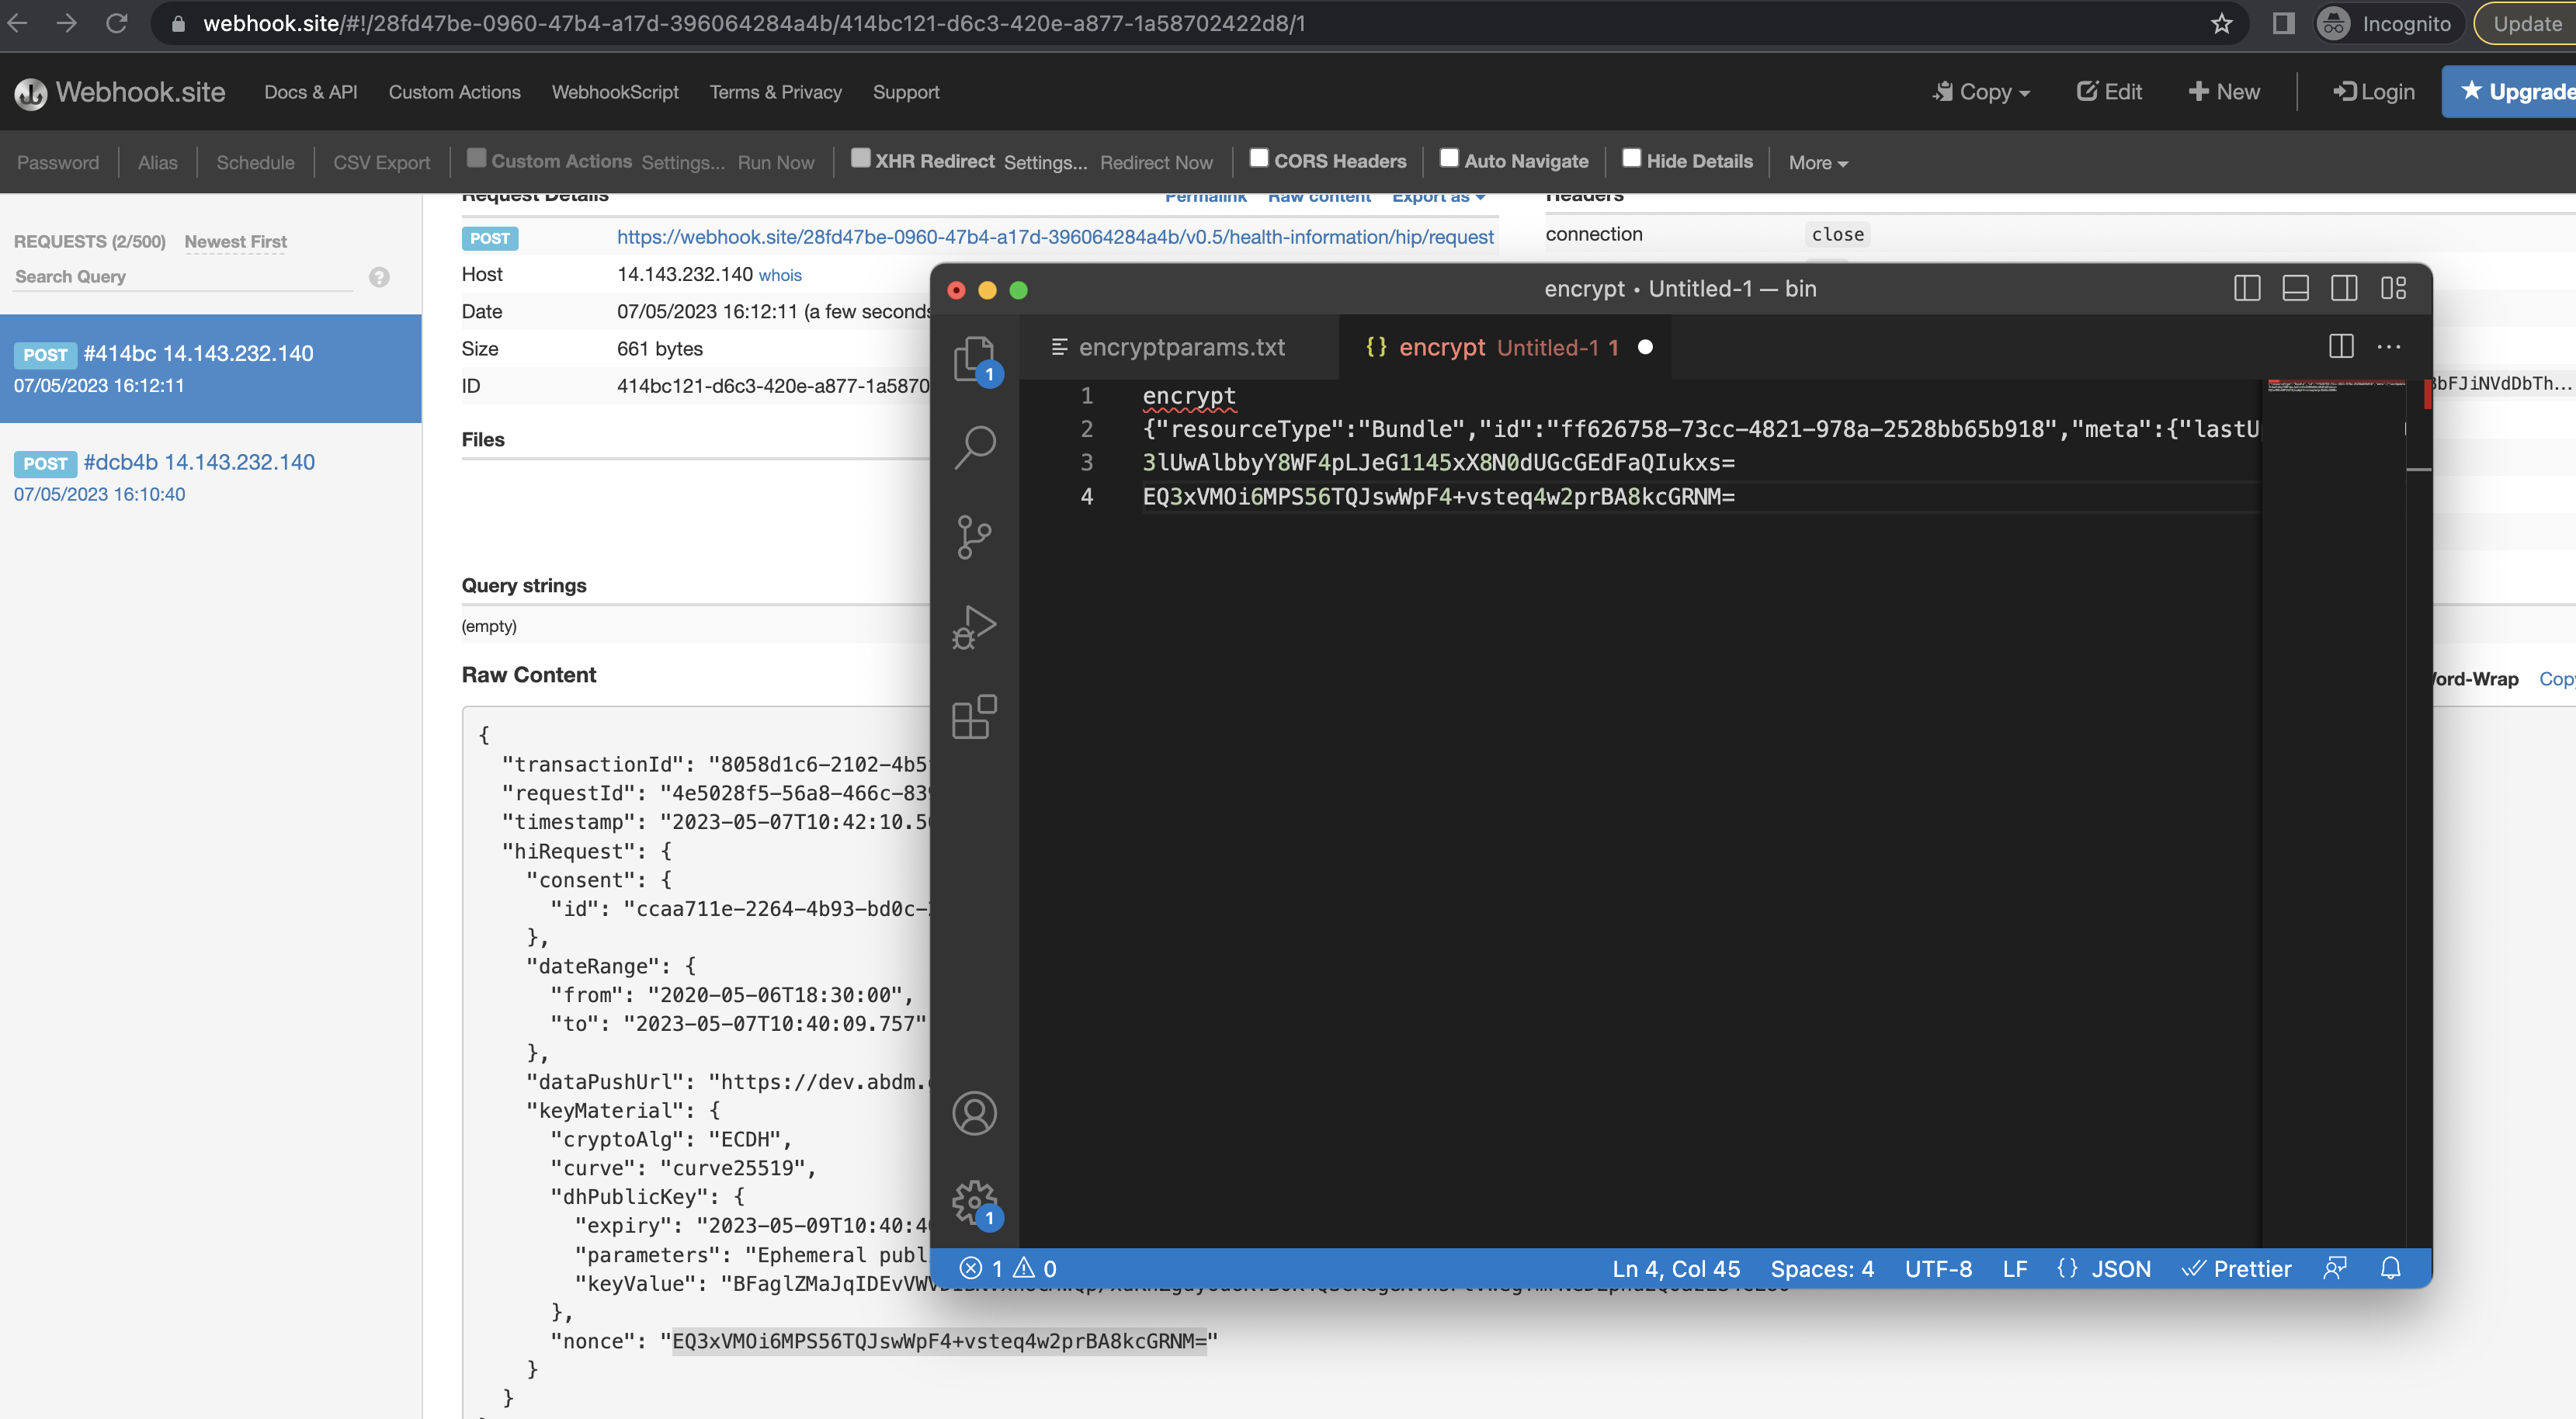 webhook.site/#!/28fd47be-0960-47b4-a17d-396064284a4b/414bc121-d6c3-420e-a877-1a58702422d8/1
Incognito
Update
Webhook.site
Docs & API
Custom Actions
WebhookScript
Terms & Privacy
Support
Copy
Edit
New
Login
Upgrade
Password
Alias
Schedule
CSV Export
Custom Actions Settings... Run Now
XHR Redirect Settings... Redirect Now
CORS Headers
Auto Navigate
Hide Details
More
REQUESTS (2/500) Newest First
Search Query
?
POST #414bc 14.143.232.140
07/05/2023 16:12:11
POST #dcb4b 14.143.232.140
07/05/2023 16:10:40
Request Details Permalink Raw content Export as
POST https://webhook.site/28fd47be-0960-47b4-a17d-396064284a4b/v0.5/health-information/hip/request
Host 14.143.232.140 whois
Date 07/05/2023 16:12:11 (a few seconds
Size 661 bytes
ID 414bc121-d6c3-420e-a877-1a5870
Files
Headers
connection close
3bFJiNVdDbTh...
Query strings
(empty)
Raw Content
Word-Wrap Copy
{
"transactionId": "8058d1c6-2102-4b5
"requestId": "4e5028f5-56a8-466c-839
"timestamp": "2023-05-07T10:42:10.5
"hiRequest": {
"consent": {
"id": "ccaa711e-2264-4b93-bd0c-
},
"dateRange": {
"from": "2020-05-06T18:30:00",
"to": "2023-05-07T10:40:09.757"
},
"dataPushUrl": "https://dev.abdm.
"keyMaterial": {
"cryptoAlg": "ECDH",
"curve": "curve25519",
"dhPublicKey": {
"expiry": "2023-05-09T10:40:4
"parameters": "Ephemeral publ
"keyValue": "BFaglZMaJqIDEvVWV
},
"nonce": "EQ3xVMOi6MPS56TQJswWpF4+vsteq4w2prBA8kcGRNM="
}
}
encrypt • Untitled-1 — bin
1
encryptparams.txt
{} encrypt Untitled-1 1
1 encrypt
2 {"resourceType":"Bundle","id":"ff626758-73cc-4821-978a-2528bb65b918","meta":{"lastU
3 3lUwAlbbyY8WF4pLJeG1145xX8N0dUGcGEdFaQIukxs=
4 EQ3xVMOi6MPS56TQJswWpF4+vsteq4w2prBA8kcGRNM=
1
1 0
Ln 4, Col 45
Spaces: 4
UTF-8
LF
{} JSON
Prettier